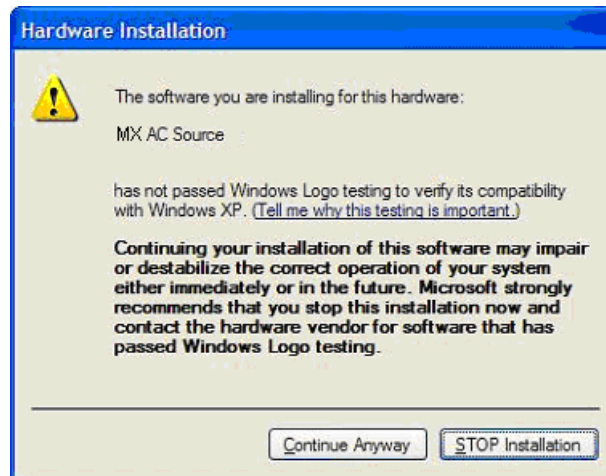 Hardware Installation
The software you are installing for this hardware:
MX AC Source
has not passed Windows Logo testing to verify its compatibility
with Windows XP. (Tell me why this testing is important.)
Continuing your installation of this software may impair
or destabilize the correct operation of your system
either immediately or in the future. Microsoft strongly
recommends that you stop this installation now and
contact the hardware vendor for software that has
passed Windows Logo testing.
Continue Anyway STOP Installation